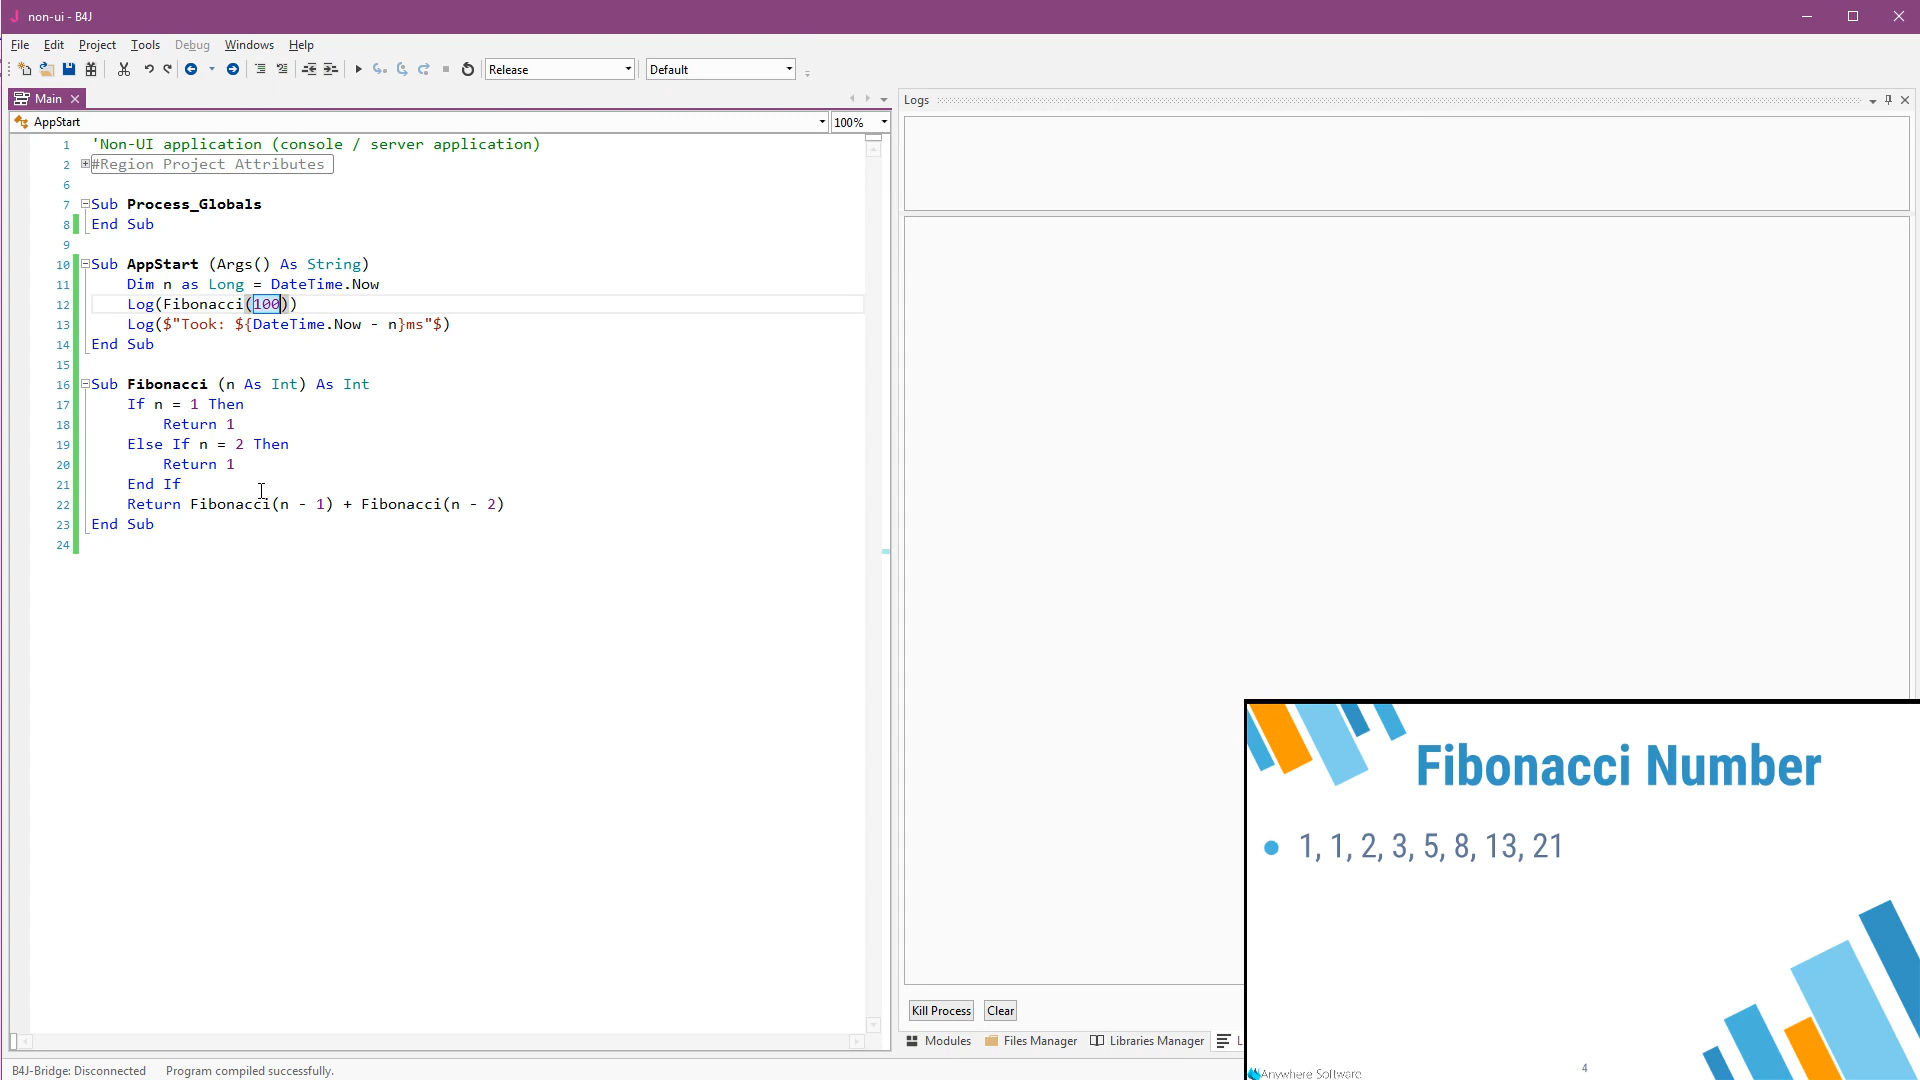 non-ui - B4J
File Edit Project Tools Debug Windows Help
Release Default
Main
AppStart 100%
1 'Non-UI application (console / server application)
2 #Region Project Attributes
6
7 Sub Process_Globals
8 End Sub
9
10 Sub AppStart (Args() As String)
11 Dim n as Long = DateTime.Now
12 Log(Fibonacci(100))
13 Log($"Took: ${DateTime.Now - n}ms"$)
14 End Sub
15
16 Sub Fibonacci (n As Int) As Int
17 If n = 1 Then
18 Return 1
19 Else If n = 2 Then
20 Return 1
21 End If
22 Return Fibonacci(n - 1) + Fibonacci(n - 2)
23 End Sub
24
Logs
Kill Process Clear
Modules Files Manager Libraries Manager L
B4J-Bridge: Disconnected Program compiled successfully.
Fibonacci Number
• 1, 1, 2, 3, 5, 8, 13, 21
Anywhere Software
4